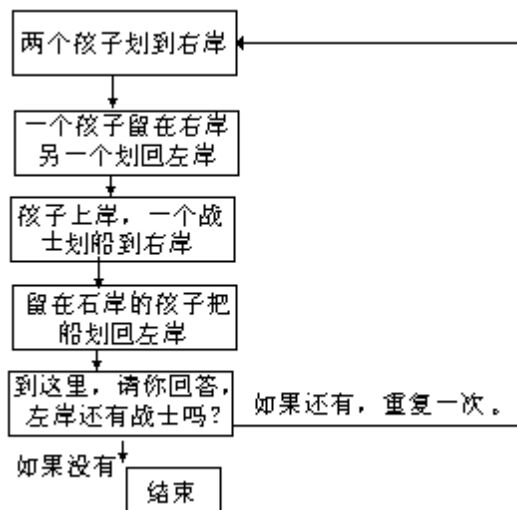 两个孩子划到右岸
一个孩子留在右岸
另一个划回左岸
孩子上岸，一个战
士划船到右岸
留在石岸的孩子把
船划回左岸
到这里，请你回答，
左岸还有战士吗？
如果还有，重复一次。
如果没有
结束